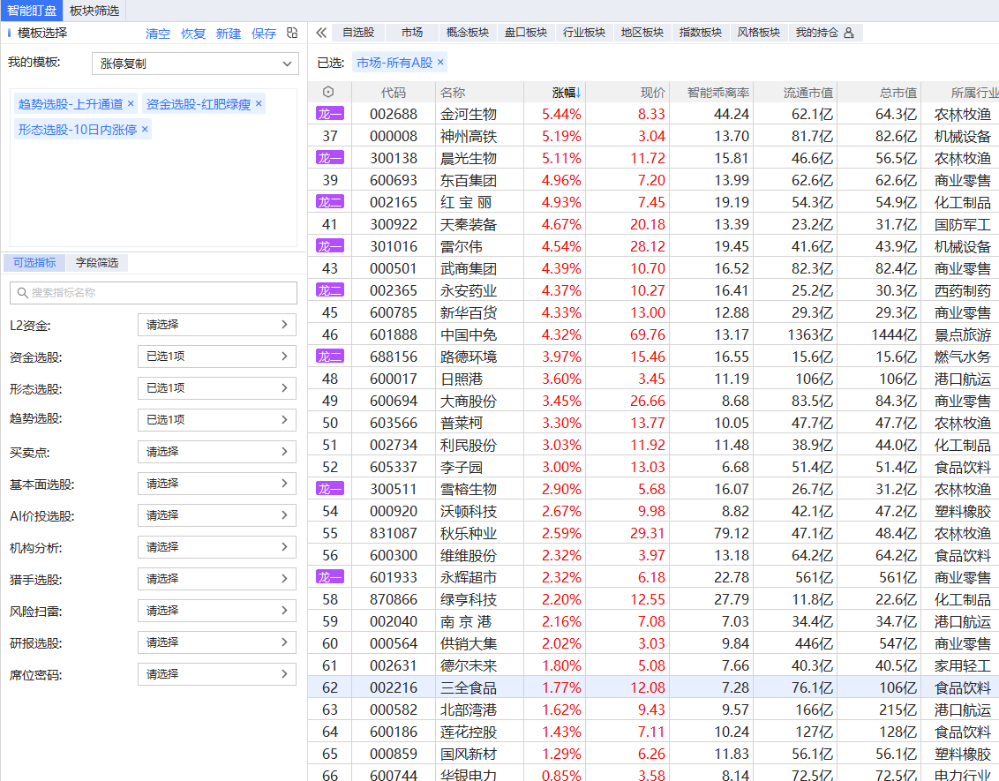 智能盯盘 板块筛选
模板选择 清空 恢复 新建 保存
我的模板: 涨停复制
趋势选股-上升通道 × 资金选股-红肥绿瘦 ×
形态选股-10日内涨停 ×
可选指标 字段筛选
搜索指标名称
L2资金: 请选择
资金选股: 已选1项
形态选股: 已选1项
趋势选股: 已选1项
买卖点: 请选择
基本面选股: 请选择
AI价投选股: 请选择
机构分析: 请选择
猎手选股: 请选择
风险扫雷: 请选择
研报选股: 请选择
席位密码: 请选择
自选股 市场 概念板块 盘口板块 行业板块 地区板块 指数板块 风格板块 我的持仓
已选: 市场-所有A股 ×
代码 名称 涨幅↓ 现价 智能乖离率 流通市值 总市值 所属行业
龙一 002688 金河生物 5.44% 8.33 44.24 62.1亿 64.3亿 农林牧渔
37 000008 神州高铁 5.19% 3.04 13.70 81.7亿 82.6亿 机械设备
龙一 300138 晨光生物 5.11% 11.72 15.81 46.6亿 56.5亿 农林牧渔
39 600693 东百集团 4.96% 7.20 13.99 62.6亿 62.6亿 商业零售
龙二 002165 红 宝 丽 4.93% 7.45 19.19 54.3亿 54.9亿 化工制品
41 300922 天秦装备 4.67% 20.18 13.39 23.2亿 31.7亿 国防军工
龙一 301016 雷尔伟 4.54% 28.12 19.45 41.6亿 43.9亿 机械设备
43 000501 武商集团 4.39% 10.70 16.52 82.3亿 82.4亿 商业零售
龙二 002365 永安药业 4.37% 10.27 16.41 25.2亿 30.3亿 西药制药
45 600785 新华百货 4.33% 13.00 12.88 29.3亿 29.3亿 商业零售
46 601888 中国中免 4.32% 69.76 13.17 1363亿 1444亿 景点旅游
龙二 688156 路德环境 3.97% 15.46 16.55 15.6亿 15.6亿 燃气水务
48 600017 日照港 3.60% 3.45 11.19 106亿 106亿 港口航运
49 600694 大商股份 3.45% 26.66 8.68 83.5亿 84.3亿 商业零售
50 603566 普莱柯 3.30% 13.77 10.05 47.7亿 47.7亿 农林牧渔
51 002734 利民股份 3.03% 11.92 11.48 38.9亿 44.0亿 化工制品
52 605337 李子园 3.00% 13.03 6.68 51.4亿 51.4亿 食品饮料
龙一 300511 雪榕生物 2.90% 5.68 16.07 26.7亿 31.2亿 农林牧渔
54 000920 沃顿科技 2.67% 9.98 8.82 42.1亿 47.2亿 塑料橡胶
55 831087 秋乐种业 2.59% 29.31 79.12 47.1亿 48.4亿 农林牧渔
56 600300 维维股份 2.32% 3.97 13.18 64.2亿 64.2亿 食品饮料
龙一 601933 永辉超市 2.32% 6.18 22.78 561亿 561亿 商业零售
58 870866 绿亨科技 2.20% 12.55 27.79 11.8亿 22.6亿 化工制品
59 002040 南 京 港 2.16% 7.08 7.03 34.4亿 34.7亿 港口航运
60 000564 供销大集 2.02% 3.03 9.84 446亿 547亿 商业零售
61 002631 德尔未来 1.80% 5.08 7.66 40.3亿 40.5亿 家用轻工
62 002216 三全食品 1.77% 12.08 7.28 76.1亿 106亿 食品饮料
63 000582 北部湾港 1.62% 9.43 9.57 166亿 215亿 港口航运
64 600186 莲花控股 1.43% 7.11 10.24 127亿 128亿 食品饮料
65 000859 国风新材 1.29% 6.26 11.83 56.1亿 56.1亿 塑料橡胶
66 600744 华银电力 0.85% 3.58 8.14 72.5亿 72.5亿 电力行业